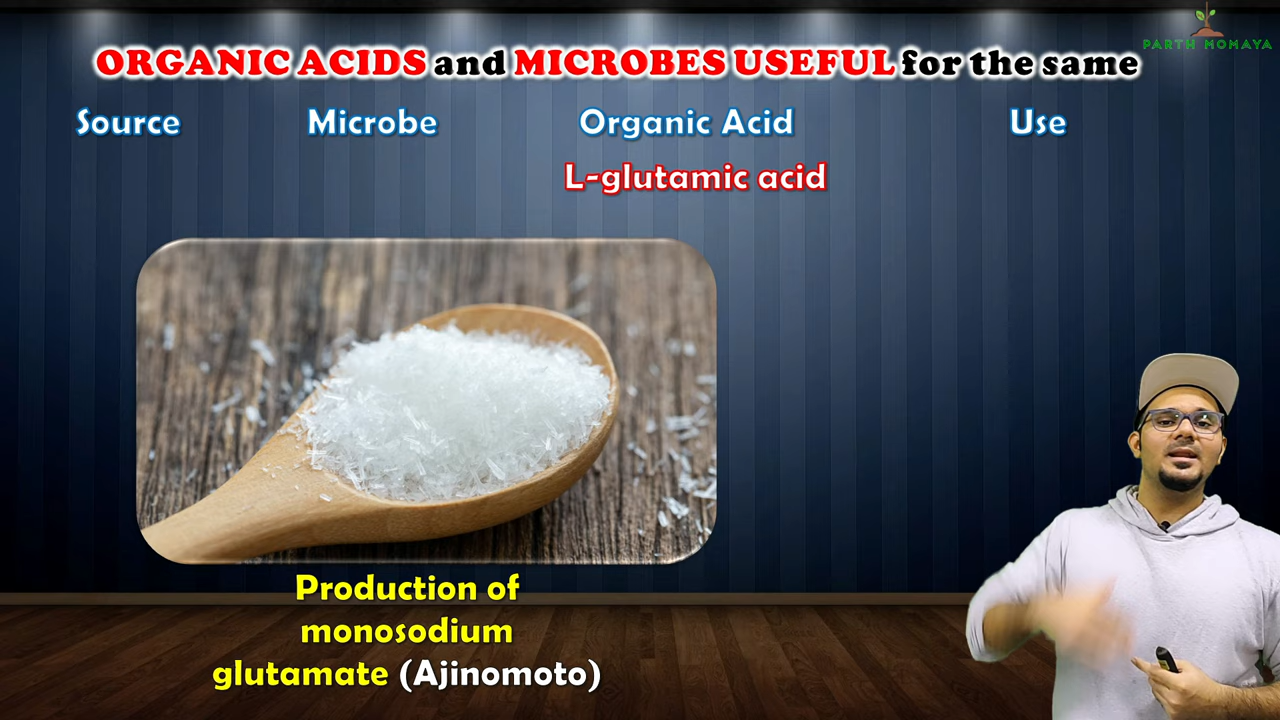 PARTH MOMAYA
ORGANIC ACIDS and MICROBES USEFUL for the same
Source Microbe Organic Acid Use
L-glutamic acid
Production of
monosodium
glutamate (Ajinomoto)